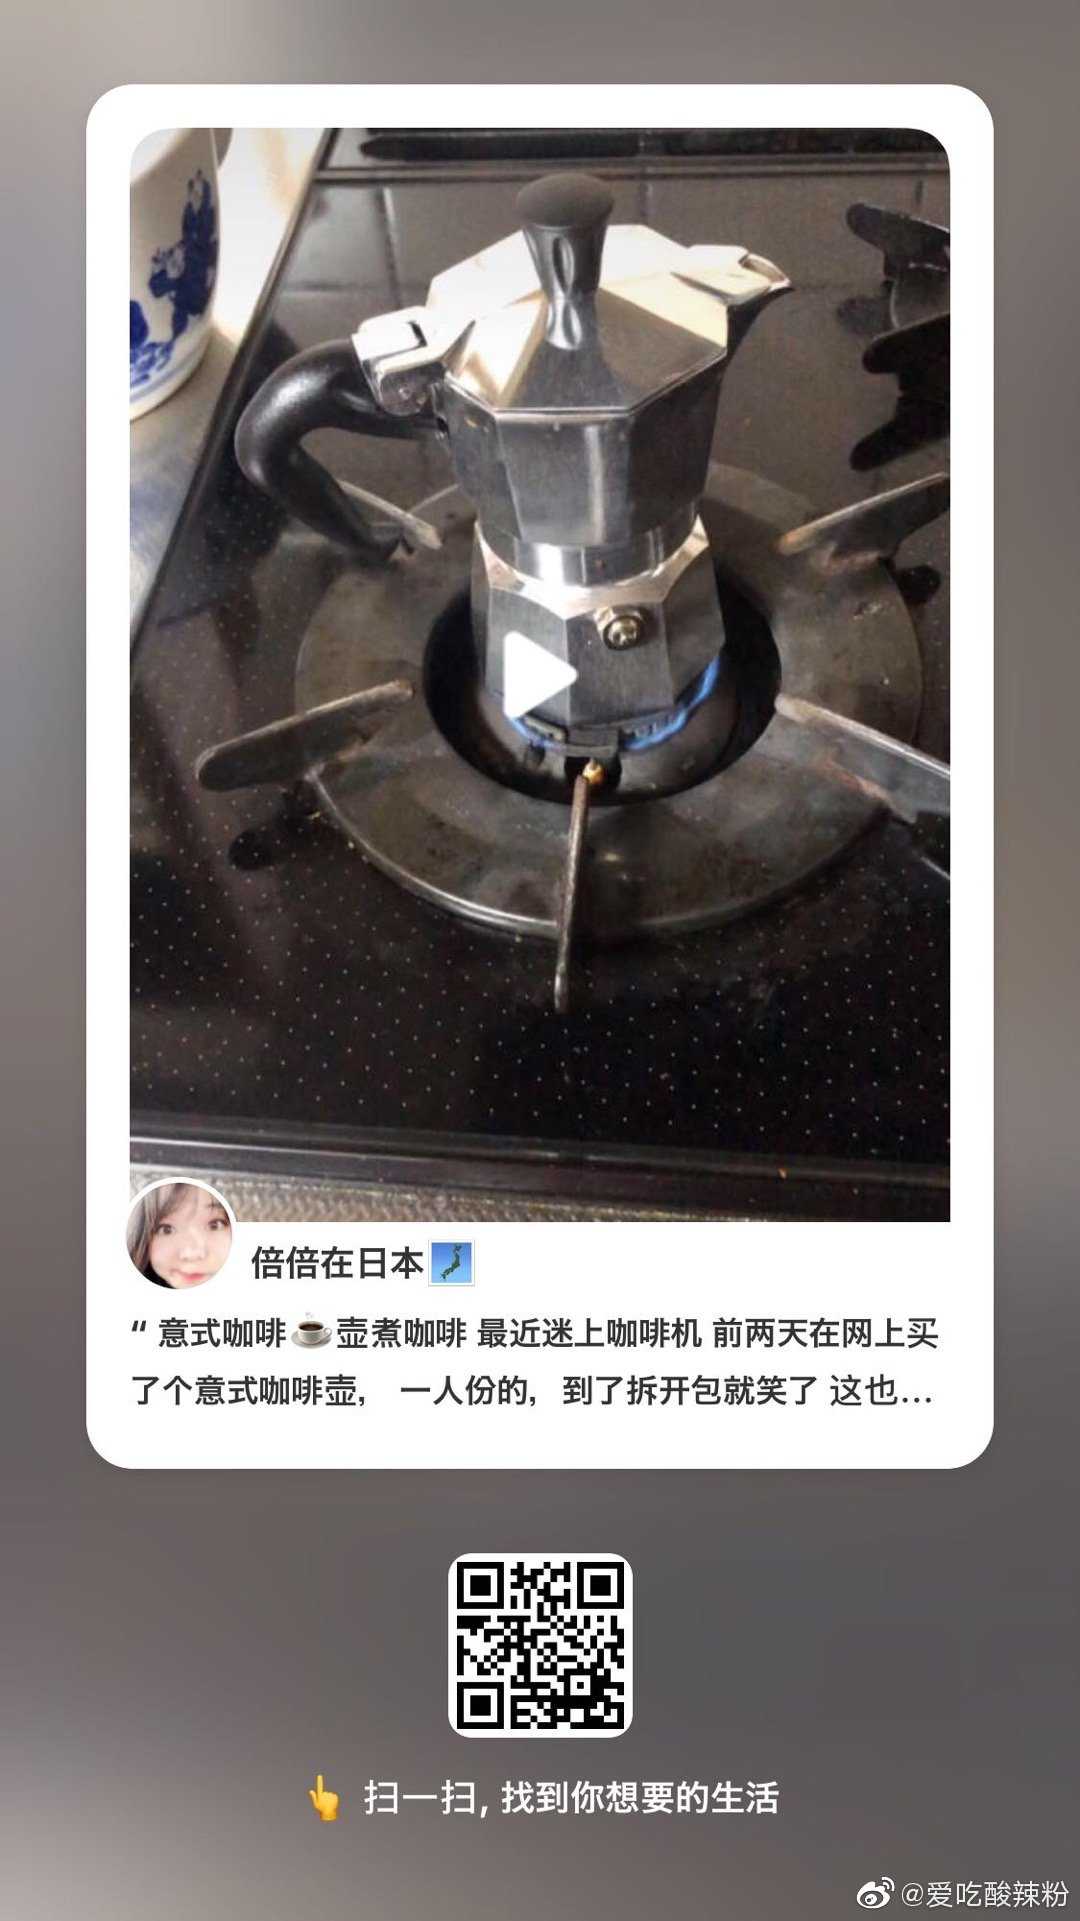 倍倍在日本🗾
“ 意式咖啡☕️壶煮咖啡 最近迷上咖啡机 前两天在网上买
了个意式咖啡壶， 一人份的，到了拆开包就笑了 这也...
👆 扫一扫, 找到你想要的生活
@爱吃酸辣粉